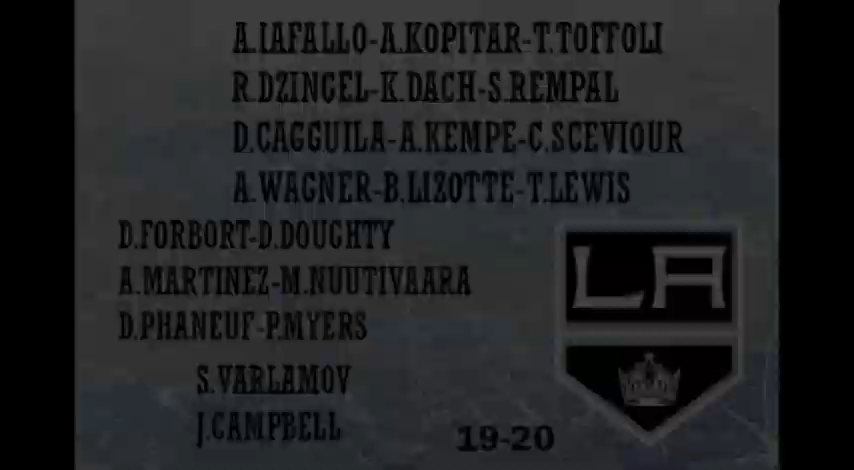 A.IAFALLO-A.KOPITAR-T.TOFFOLI
R.DZINGEL-K.DACH-S.REMPAL
D.CAGGUILA-A.KEMPE-C.SCEVIOUR
A.WAGNER-B.LIZOTTE-T.LEWIS
D.FORBORT-D.DOUGHTY
A.MARTINEZ-M.NUUTIVAARA
D.PHANEUF-P.MYERS
LA
S.VARLAMOV
J.CAMPBELL
19-20